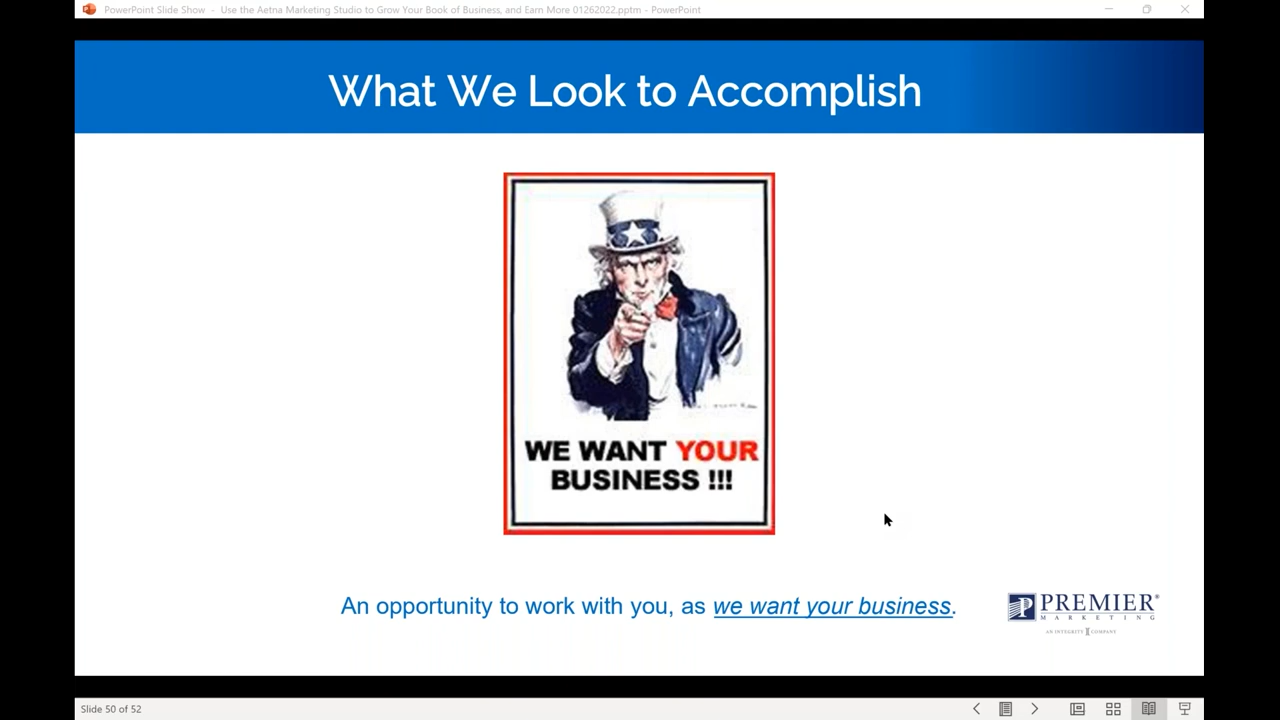 PowerPoint Slide Show - Use the Aetna Marketing Studio to Grow Your Book of Business, and Earn More 01262022.pptm - PowerPoint
What We Look to Accomplish
WE WANT YOUR
BUSINESS !!!
An opportunity to work with you, as we want your business.
PREMIER®
MARKETING
AN INTEGRITY COMPANY
Slide 50 of 52